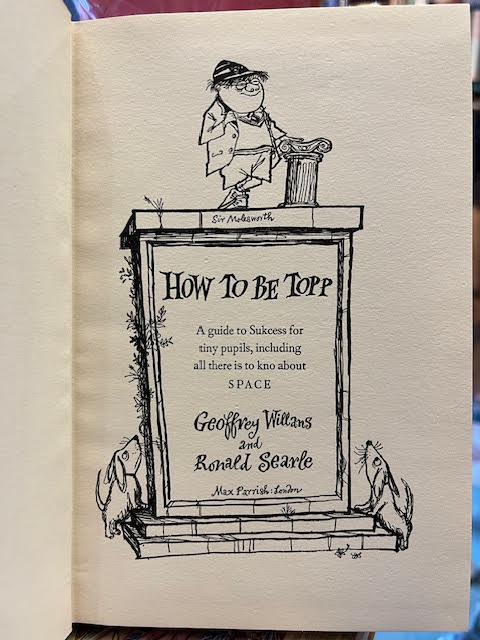 Sir Molesworth
HOW TO BE TOPP
A guide to Sukcess for
tiny pupils, including
all there is to kno about
SPACE
Geoffrey Willans
and
Ronald Searle
Max Parrish: London